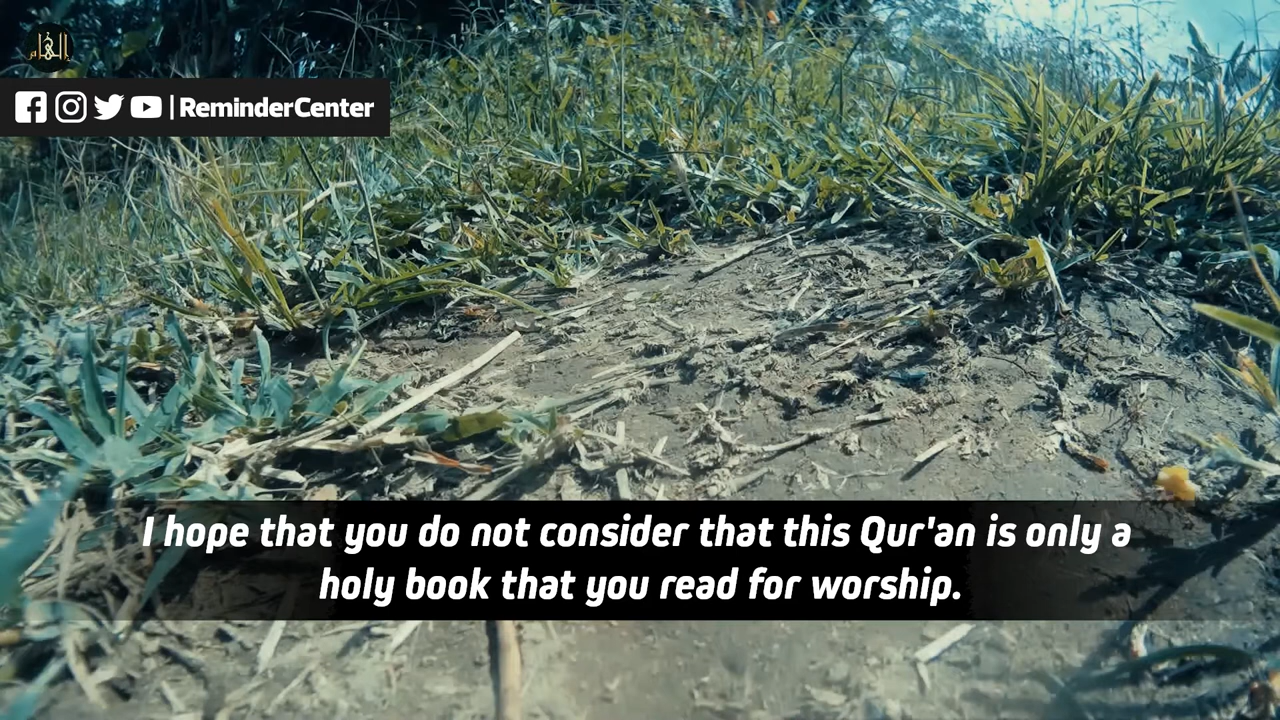 إلهام
| ReminderCenter
I hope that you do not consider that this Qur'an is only a
holy book that you read for worship.